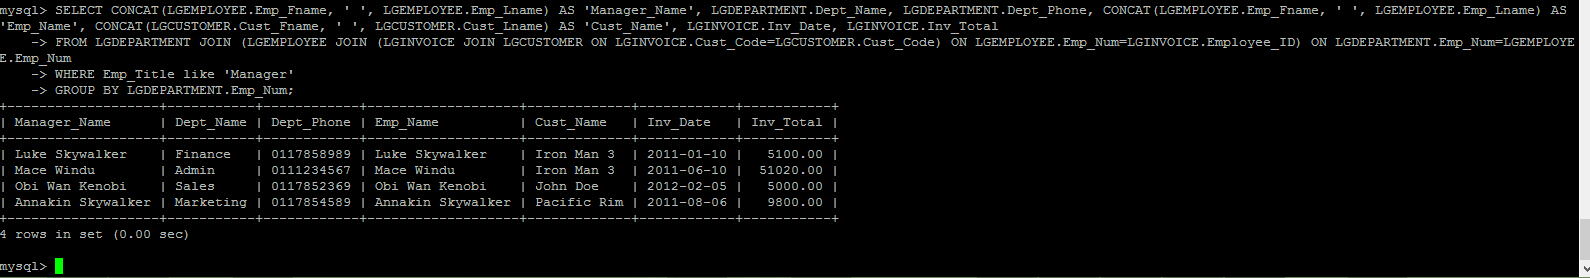 mysql> SELECT CONCAT(LGEMPLOYEE.Emp_Fname, ' ', LGEMPLOYEE.Emp_Lname) AS 'Manager_Name', LGDEPARTMENT.Dept_Name, LGDEPARTMENT.Dept_Phone, CONCAT(LGEMPLOYEE.Emp_Fname, ' ', LGEMPLOYEE.Emp_Lname) AS
'Emp_Name', CONCAT(LGCUSTOMER.Cust_Fname, ' ', LGCUSTOMER.Cust_Lname) AS 'Cust_Name', LGINVOICE.Inv_Date, LGINVOICE.Inv_Total
    -> FROM LGDEPARTMENT JOIN (LGEMPLOYEE JOIN (LGINVOICE JOIN LGCUSTOMER ON LGINVOICE.Cust_Code=LGCUSTOMER.Cust_Code) ON LGEMPLOYEE.Emp_Num=LGINVOICE.Employee_ID) ON LGDEPARTMENT.Emp_Num=LGEMPLOYE
E.Emp_Num
    -> WHERE Emp_Title like 'Manager'
    -> GROUP BY LGDEPARTMENT.Emp_Num;
+-------------------+-----------+------------+-------------------+-------------+------------+-----------+
| Manager_Name      | Dept_Name | Dept_Phone | Emp_Name          | Cust_Name   | Inv_Date   | Inv_Total |
+-------------------+-----------+------------+-------------------+-------------+------------+-----------+
| Luke Skywalker    | Finance   | 0117858989 | Luke Skywalker    | Iron Man 3  | 2011-01-10 |   5100.00 |
| Mace Windu        | Admin     | 0111234567 | Mace Windu        | Iron Man 3  | 2011-06-10 |  51020.00 |
| Obi Wan Kenobi    | Sales     | 0117852369 | Obi Wan Kenobi    | John Doe    | 2012-02-05 |   5000.00 |
| Annakin Skywalker | Marketing | 0117854589 | Annakin Skywalker | Pacific Rim | 2011-08-06 |   9800.00 |
+-------------------+-----------+------------+-------------------+-------------+------------+-----------+
4 rows in set (0.00 sec)
mysql>